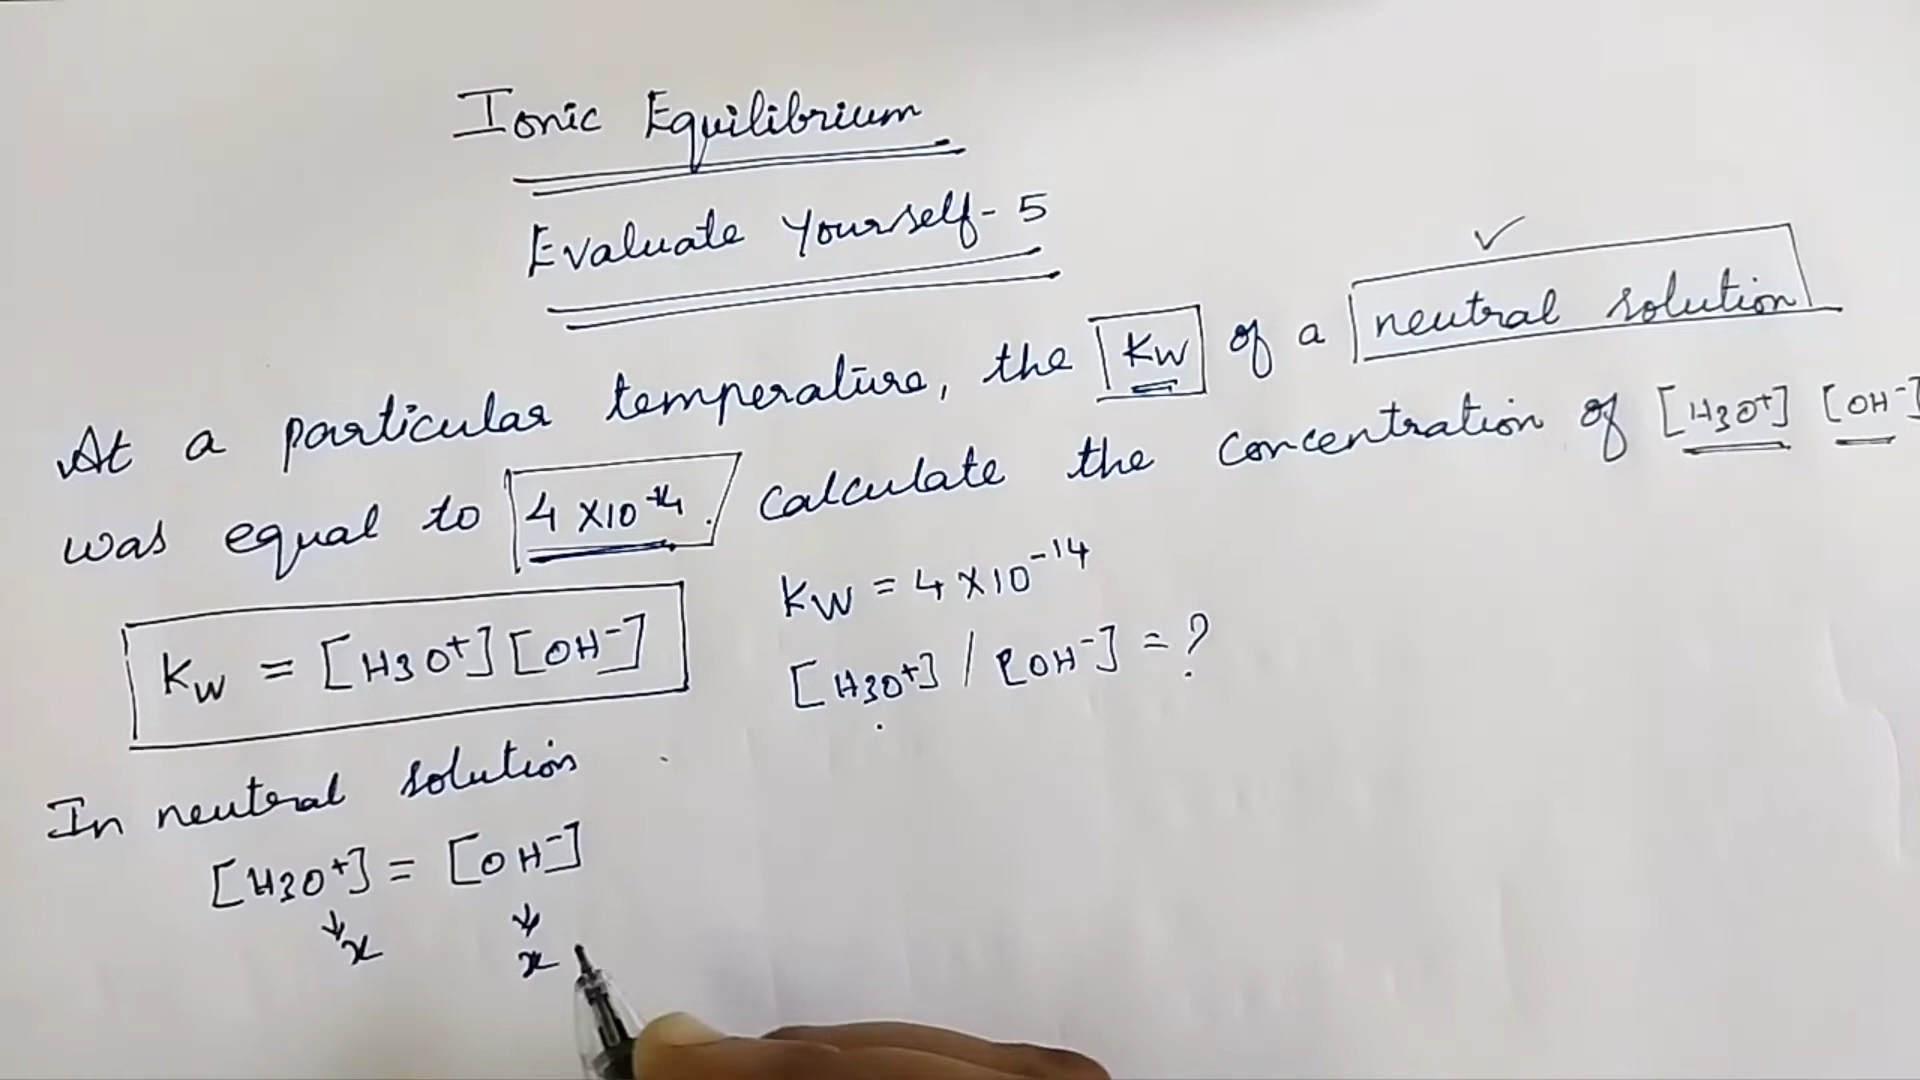 Ionic Equilibrium
Evaluate Yourself-5
At a particular temperature, the Kw of a neutral solution
was equal to 4 x10⁻¹⁴. calculate the concentration of [H3O⁺] [OH⁻]
Kw = 4 x10⁻¹⁴
Kw = [H3O⁺] [OH⁻]
[H3O⁺] / [OH⁻] = ?
In neutral solution
[H3O⁺] = [OH⁻]
↓ ↓
x x